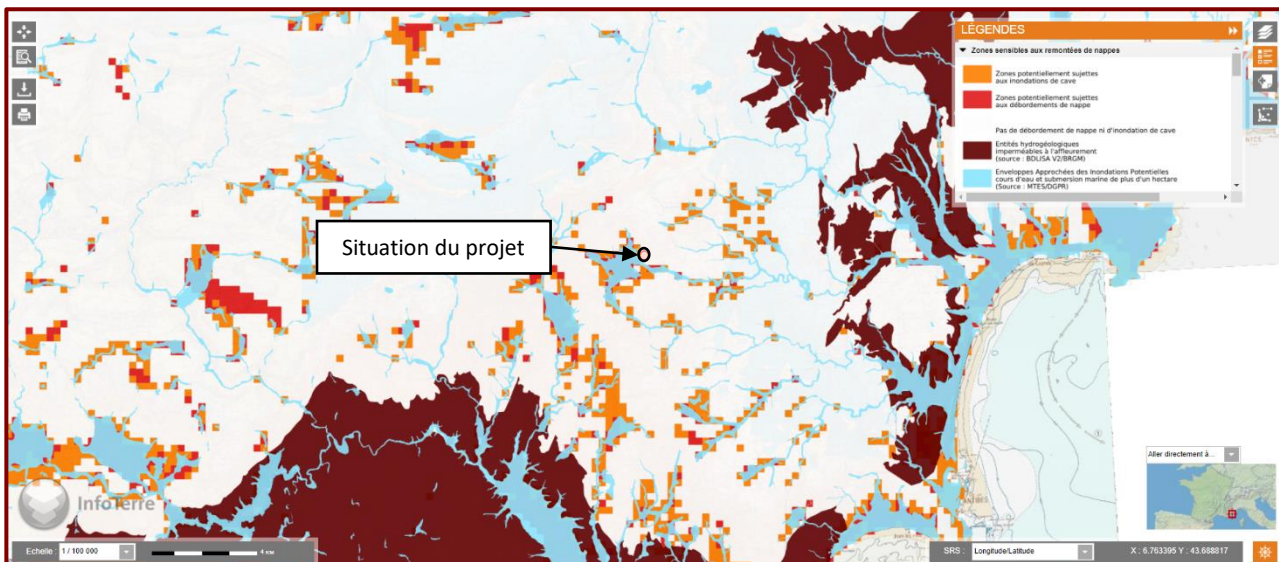 LÉGENDES
Zones sensibles aux remontées de nappes
Zones potentiellement sujettes
aux inondations de cave
Zones potentiellement sujettes
aux débordements de nappe
Pas de débordement de nappe ni d'inondation de cave
Entités hydrogéologiques
imperméables à l'affleurement
(source : BDLISA V2/BRGM)
Enveloppes Approchées des Inondations Potentielles
cours d'eau et submersion marine de plus d'un hectare
(Source : MTES/DGPR)
Situation du projet
Aller directement à...
InfoTerre
Echelle : 1 / 100 000
4 KM
SRS : Longitude/Latitude
X : 6.763395 Y : 43.688817